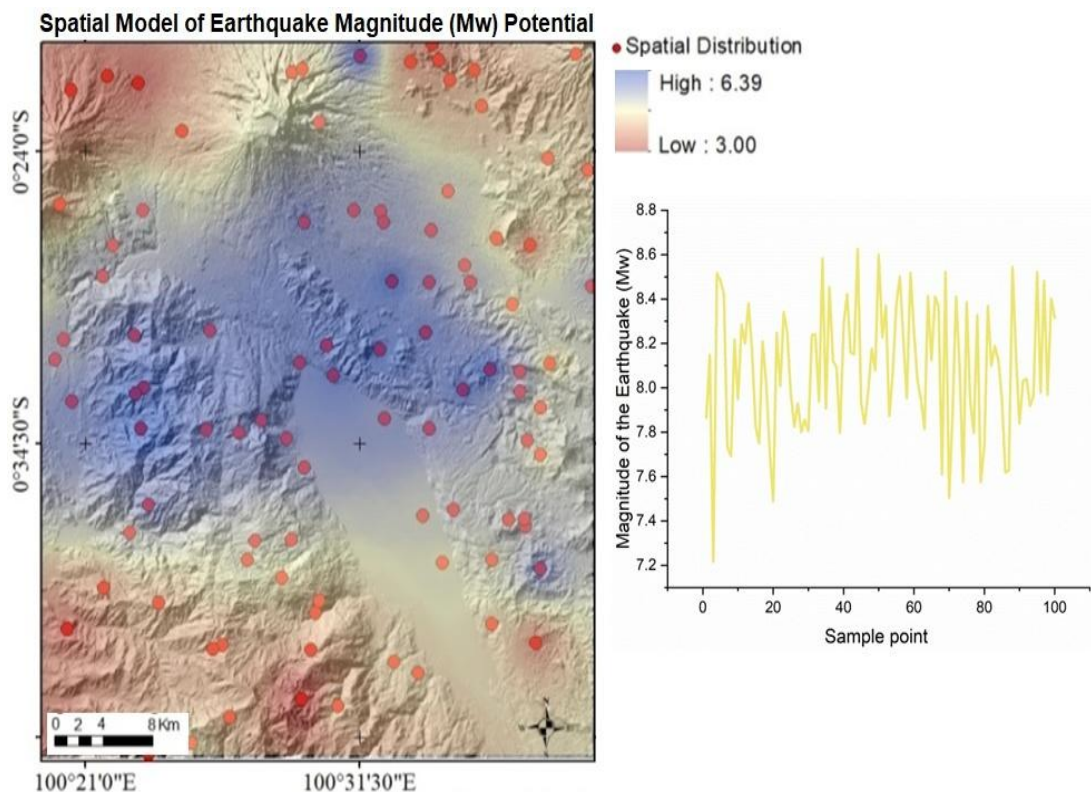 Spatial Model of Earthquake Magnitude (Mw) Potential
Spatial Distribution
High : 6.39
Low : 3.00
0°24'0"S
0°34'30"S
0 2 4 8 Km
100°21'0"E
100°31'30"E
Magnitude of the Earthquake (Mw)
8.8
8.6
8.4
8.2
8.0
7.8
7.6
7.4
7.2
0 20 40 60 80 100
Sample point